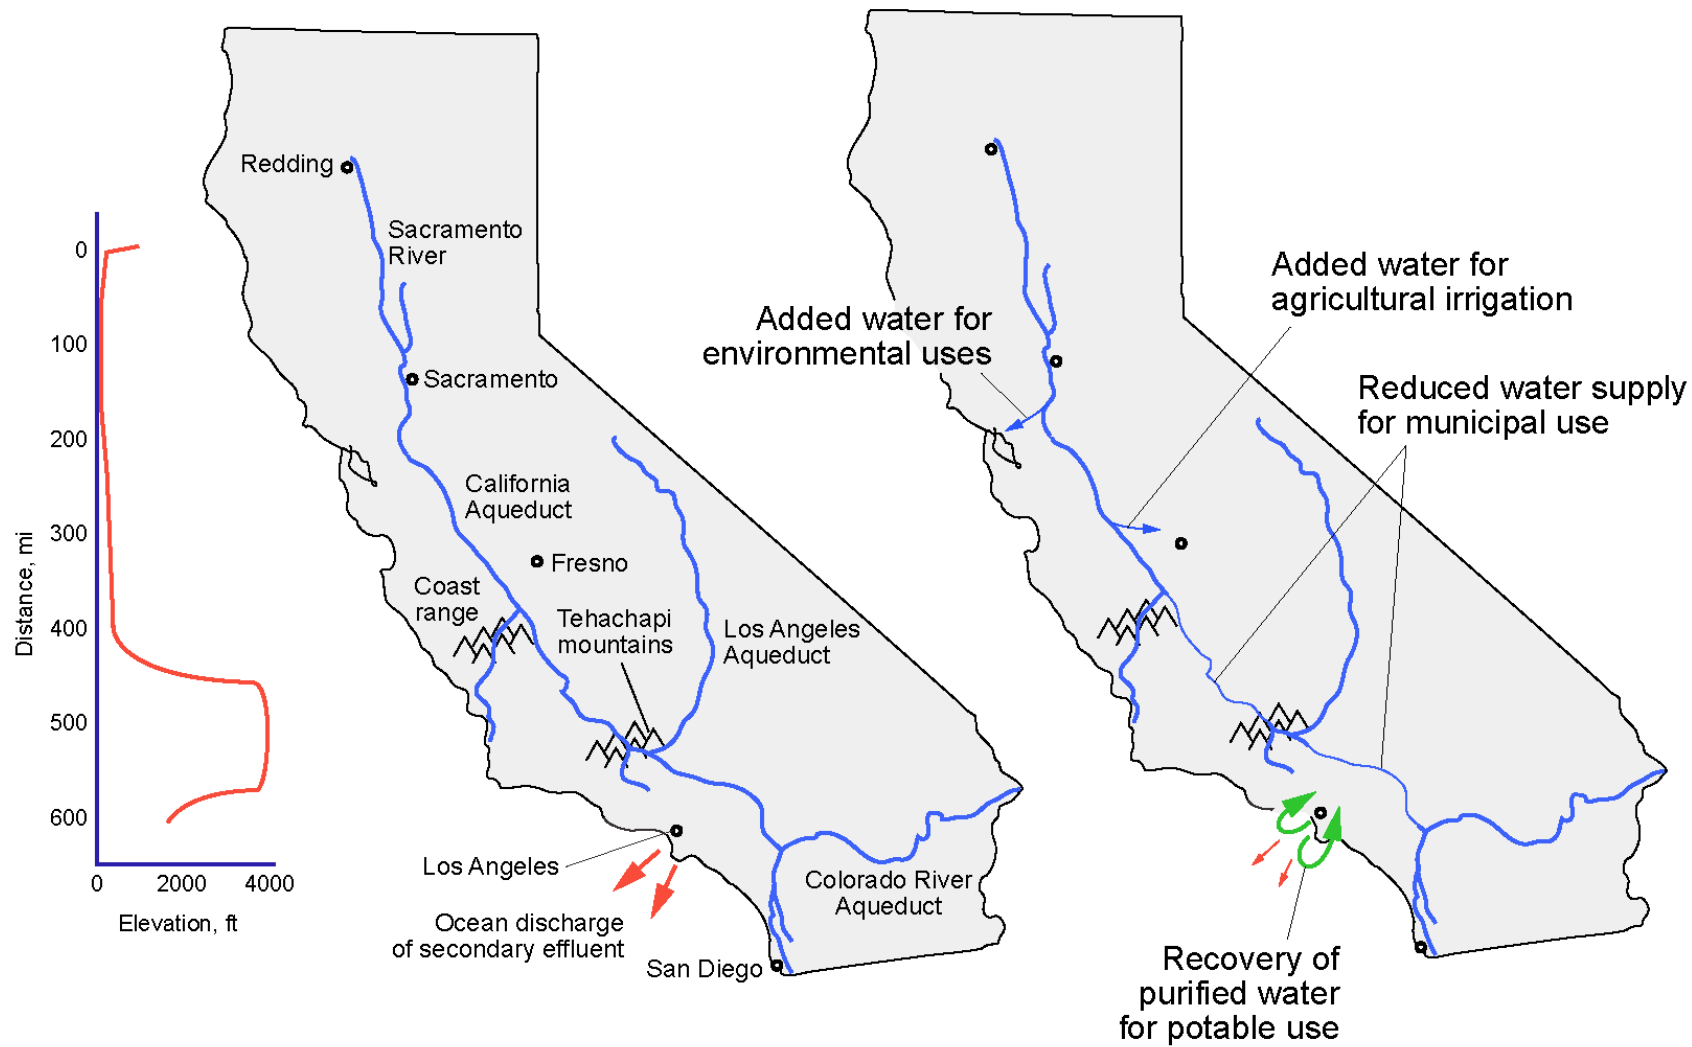 Redding
Sacramento
River
Sacramento
California
Aqueduct
Fresno
Coast
range
Tehachapi
mountains
Los Angeles
Aqueduct
Los Angeles
Ocean discharge
of secondary effluent
San Diego
Colorado River
Aqueduct
Distance, mi
0
100
200
300
400
500
600
0
2000
4000
Elevation, ft
Added water for
environmental uses
Added water for
agricultural irrigation
Reduced water supply
for municipal use
Recovery of
purified water
for potable use